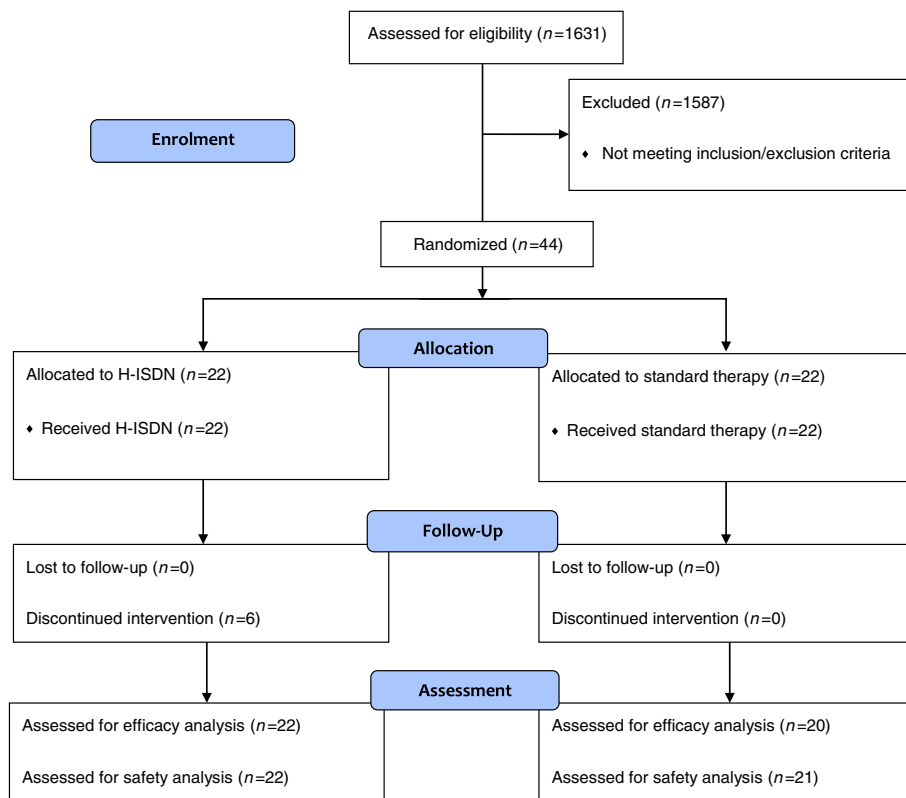 Assessed for eligibility (n=1631)
Excluded (n=1587)
♦ Not meeting inclusion/exclusion criteria
Enrolment
Randomized (n=44)
Allocation
Allocated to H-ISDN (n=22)
♦ Received H-ISDN (n=22)
Allocated to standard therapy (n=22)
♦ Received standard therapy (n=22)
Follow-Up
Lost to follow-up (n=0)
Discontinued intervention (n=6)
Lost to follow-up (n=0)
Discontinued intervention (n=0)
Assessment
Assessed for efficacy analysis (n=22)
Assessed for safety analysis (n=22)
Assessed for efficacy analysis (n=20)
Assessed for safety analysis (n=21)